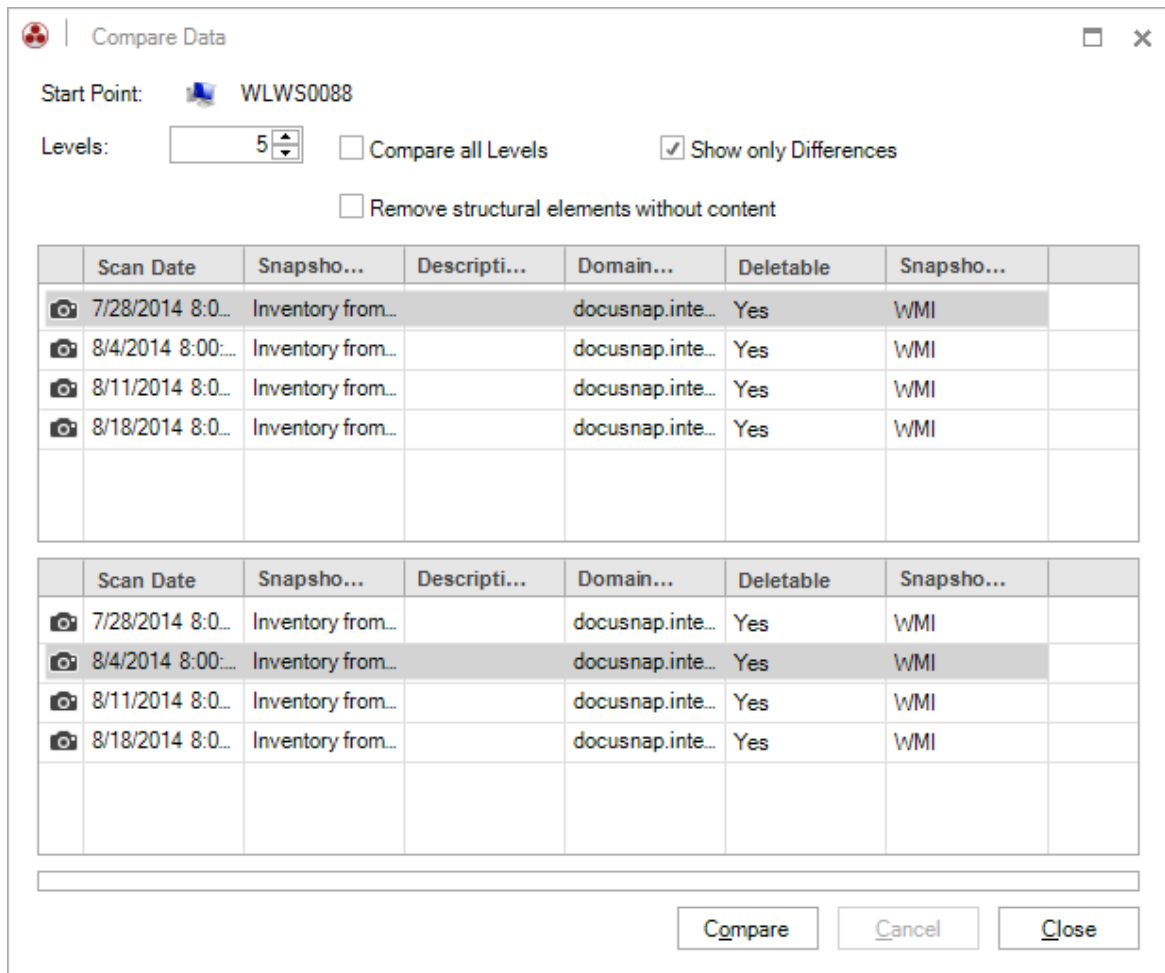 Compare Data
Start Point: WLWS0088
Levels: 5 Compare all Levels Show only Differences
Remove structural elements without content
Scan Date Snapsho... Descripti... Domain... Deletable Snapsho...
7/28/2014 8:0... Inventory from... docusnap.inte... Yes WMI
8/4/2014 8:00:... Inventory from... docusnap.inte... Yes WMI
8/11/2014 8:0... Inventory from... docusnap.inte... Yes WMI
8/18/2014 8:0... Inventory from... docusnap.inte... Yes WMI
Scan Date Snapsho... Descripti... Domain... Deletable Snapsho...
7/28/2014 8:0... Inventory from... docusnap.inte... Yes WMI
8/4/2014 8:00:... Inventory from... docusnap.inte... Yes WMI
8/11/2014 8:0... Inventory from... docusnap.inte... Yes WMI
8/18/2014 8:0... Inventory from... docusnap.inte... Yes WMI
Compare Cancel Close